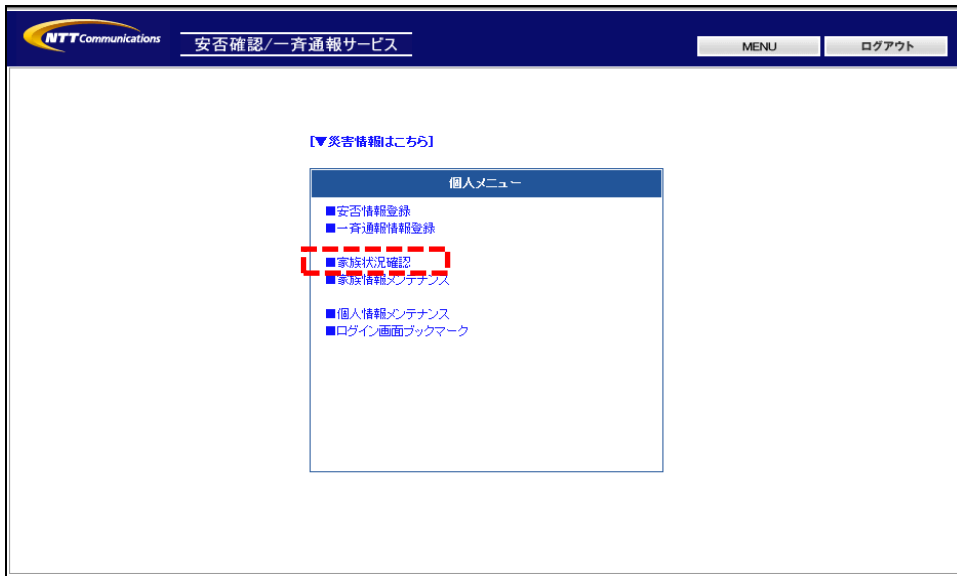 NTT Communications
安否確認/一斉通報サービス
MENU
ログアウト
[▼災害情報はこちら]
個人メニュー
■安否情報登録
■一斉通報情報登録
■家族状況確認
■家族情報メンテナンス
■個人情報メンテナンス
■ログイン画面ブックマーク